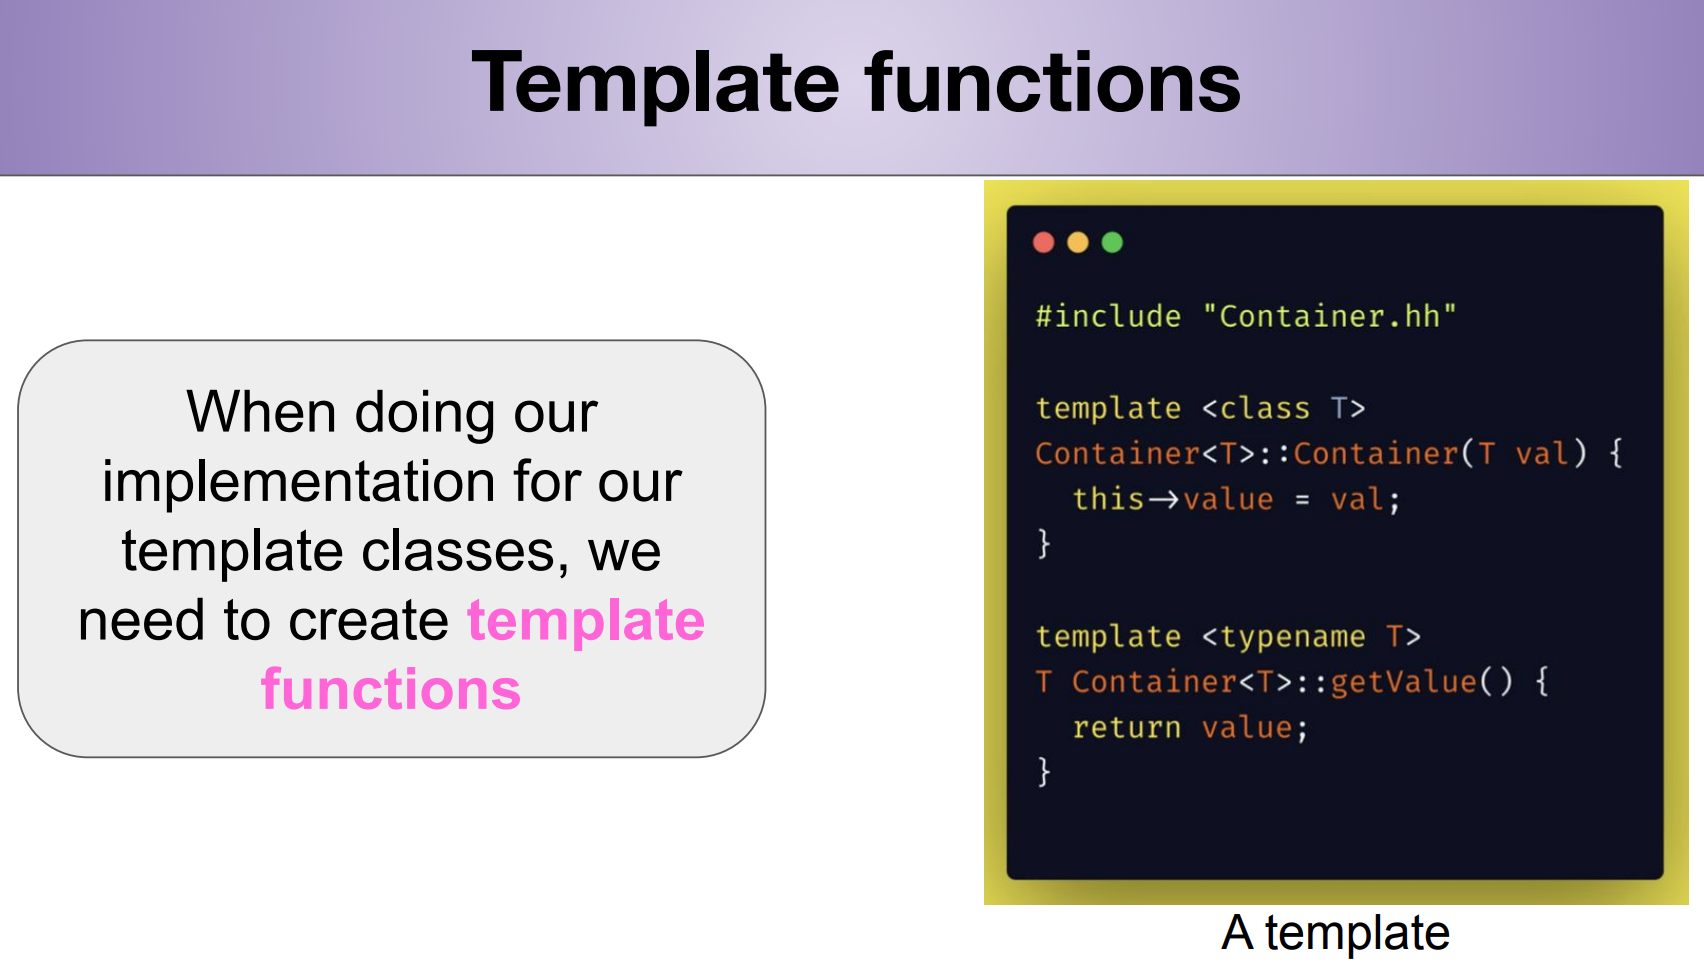 Template functions
When doing our
implementation for our
template classes, we
need to create template
functions
#include "Container.hh"
template <class T>
Container<T>::Container(T val) {
  this->value = val;
}
template <typename T>
T Container<T>::getValue() {
  return value;
}
A template